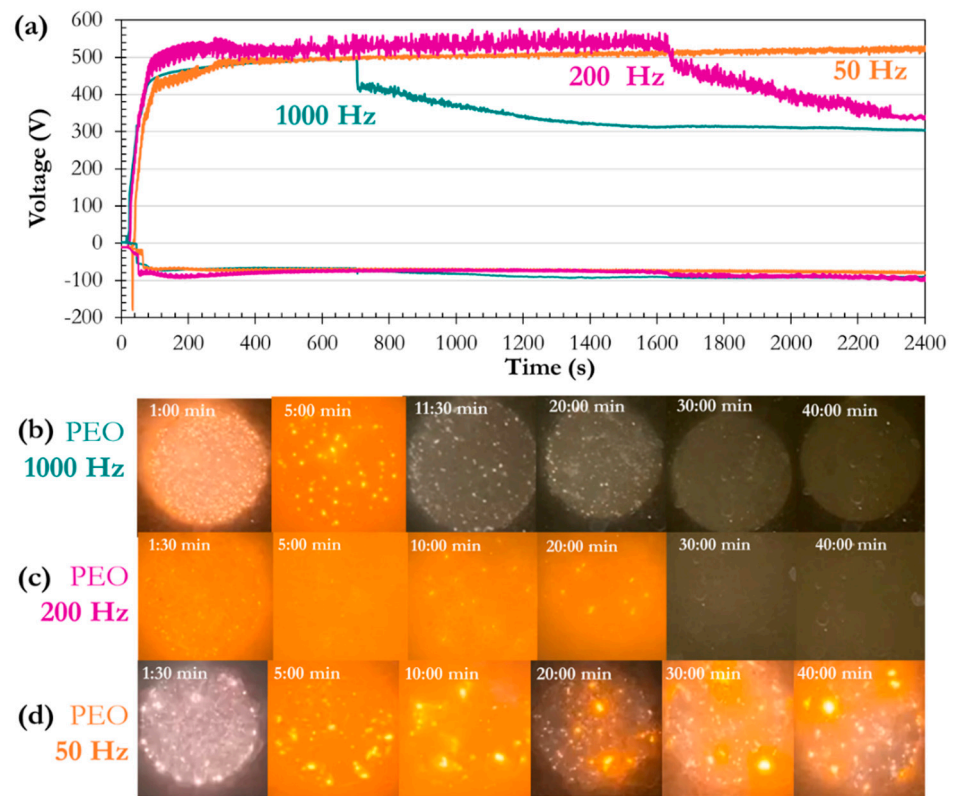 (a)
600
500
400
300
200
100
0
-100
-200
Voltage (V)
1000 Hz
200 Hz
50 Hz
0 200 400 600 800 1000 1200 1400 1600 1800 2000 2200 2400
Time (s)
(b) PEO
1000 Hz
1:00 min 5:00 min 11:30 min 20:00 min 30:00 min 40:00 min
(c) PEO
200 Hz
1:30 min 5:00 min 10:00 min 20:00 min 30:00 min 40:00 min
(d) PEO
50 Hz
1:30 min 5:00 min 10:00 min 20:00 min 30:00 min 40:00 min